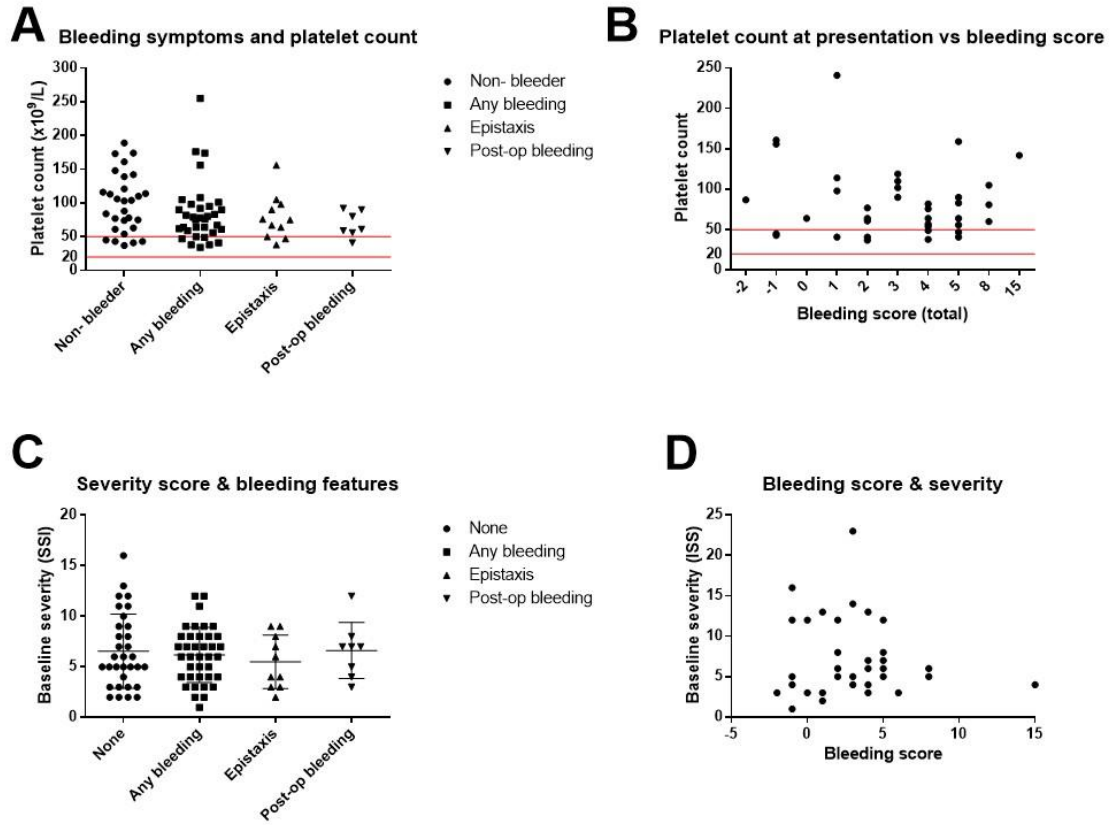 A
Bleeding symptoms and platelet count
Platelet count (x10⁹/L)
300
250
200
150
100
50
20
0
Non- bleeder
Any bleeding
Epistaxis
Post-op bleeding
Non- bleeder
Any bleeding
Epistaxis
Post-op bleeding
B
Platelet count at presentation vs bleeding score
Platelet count
250
200
150
100
50
20
0
-2
-1
0
1
2
3
4
5
8
15
Bleeding score (total)
C
Severity score & bleeding features
Baseline severity (SSI)
20
15
10
5
0
None
Any bleeding
Epistaxis
Post-op bleeding
None
Any bleeding
Epistaxis
Post-op bleeding
D
Bleeding score & severity
Baseline severity (ISS)
25
20
15
10
5
0
-5
0
5
10
15
Bleeding score